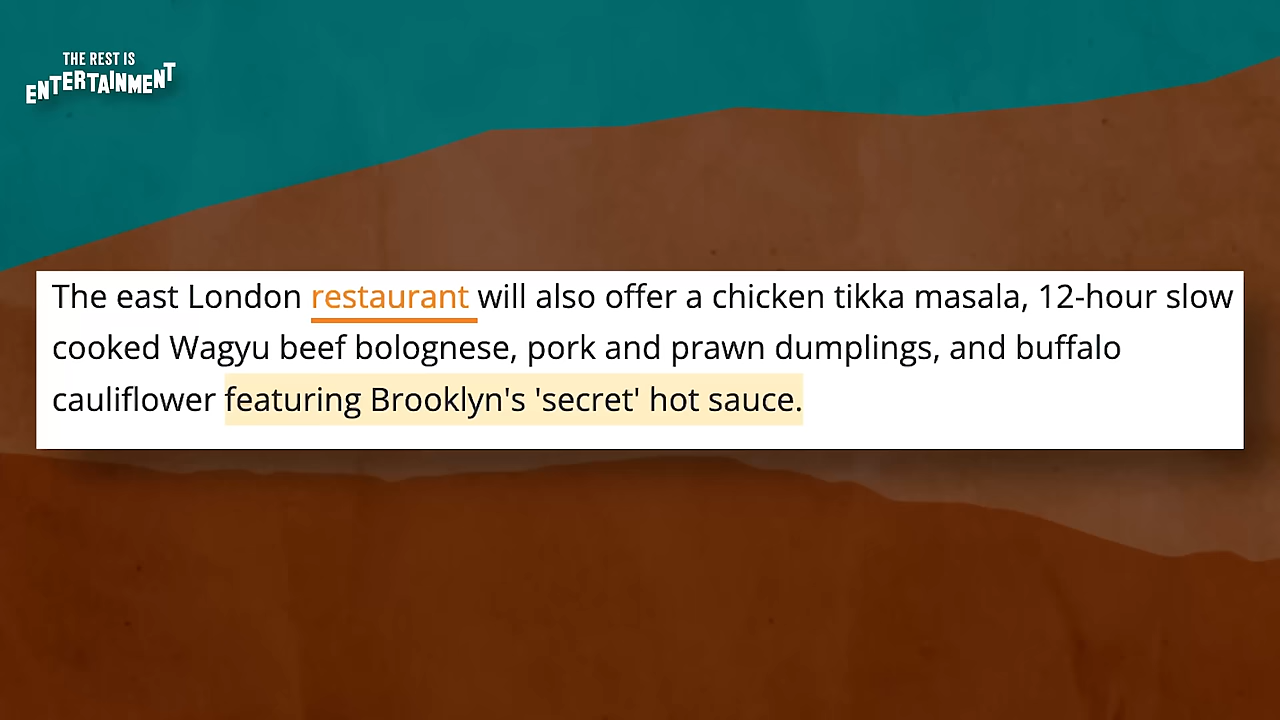 THE REST IS
ENTERTAINMENT
The east London restaurant will also offer a chicken tikka masala, 12-hour slow
cooked Wagyu beef bolognese, pork and prawn dumplings, and buffalo
cauliflower featuring Brooklyn's 'secret' hot sauce.